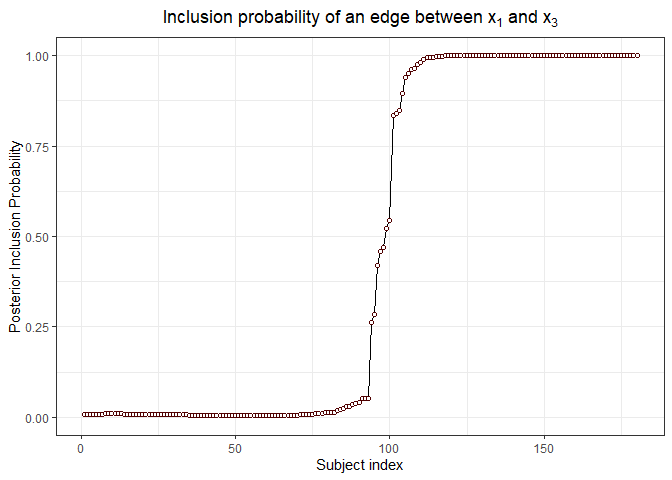 Inclusion probability of an edge between x₁ and x₃
1.00
0.75
0.50
0.25
0.00
Posterior Inclusion Probability
0 50 100 150
Subject index